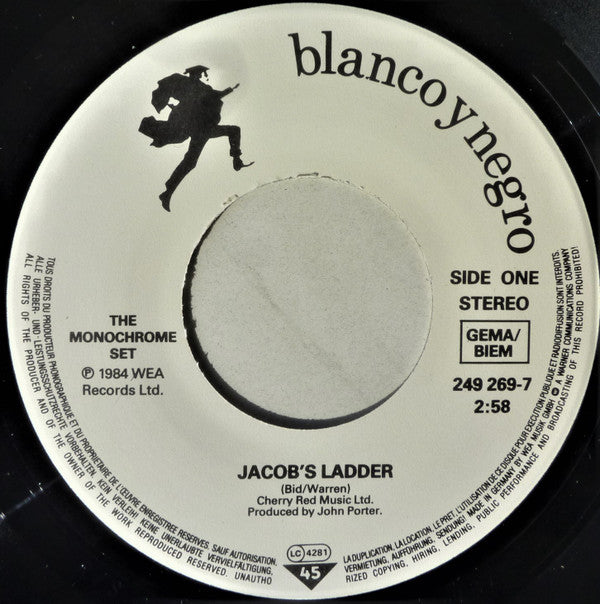 blanco y negro
SIDE ONE
STEREO
GEMA/
BIEM
249 269-7
2:58
THE
MONOCHROME
SET
℗ 1984 WEA
Records Ltd.
JACOB'S LADDER
(Bid/Warren)
Cherry Red Music Ltd.
Produced by John Porter.
LC 4281
45
TOUS DROITS DU PRODUCTEUR PHONOGRAPHIQUE ET DU PROPRIETAIRE DE L'ŒUVRE ENREGISTREE RESERVES. SAUF AUTORISATION.
LA DUPLICATION, LA LOCATION, LE PRET, L'UTILISATION DE CE DISQUE POUR EXECUTION PUBLIQUE ET RADIODIFFUSION SONT INTERDITS.
ALLE URHEBER- UND LEISTUNGSSCHUTZRECHTE VORBEHALTEN. KEIN VERLEIH! KEINE UNERLAUBTE VERVIELFÄLTIGUNG,
VERMIETUNG, AUFFÜHRUNG, SENDUNG. MADE IN GERMANY BY WEA MUSIK GMBH A WARNER COMMUNICATIONS COMPANY
ALL RIGHTS OF THE PRODUCER AND OF THE OWNER OF THE WORK REPRODUCED RESERVED. UNAUTHO
RIZED COPYING, HIRING, LENDING, PUBLIC PERFORMANCE AND BROADCASTING OF THIS RECORD PROHIBITED!